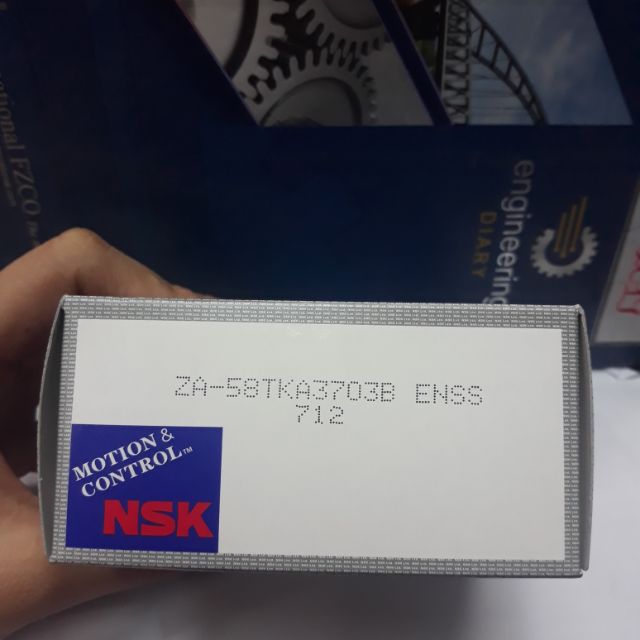 ZA-58TKA3703B ENSS
712
MOTION &
CONTROL™
NSK
engineering
DIARY
FZCO